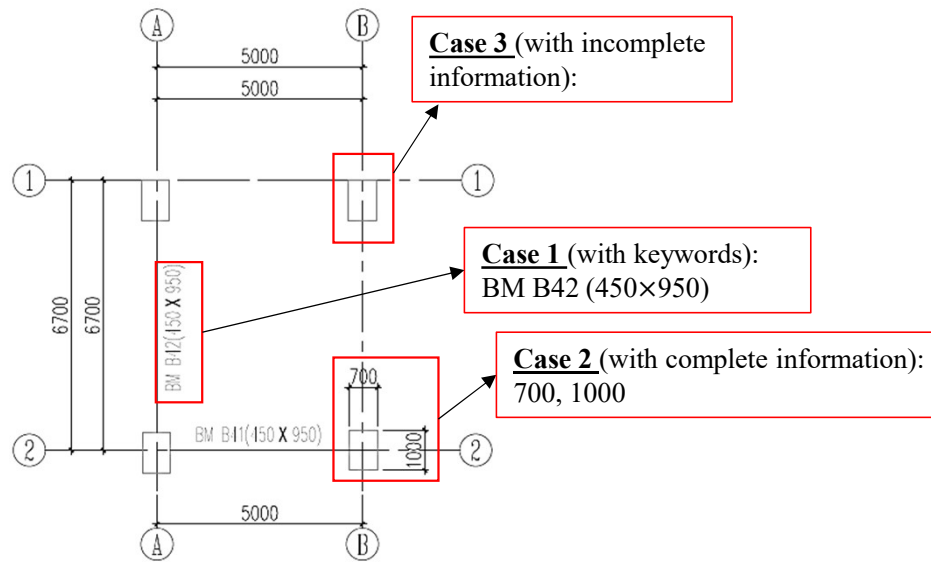 A
B
5000
5000
Case 3 (with incomplete
information):
1
1
6700
6700
BM B42(450 X 950)
Case 1 (with keywords):
BM B42 (450×950)
Case 2 (with complete information):
700, 1000
700
1000
BM B41(450 X 950)
2
2
5000
A
B